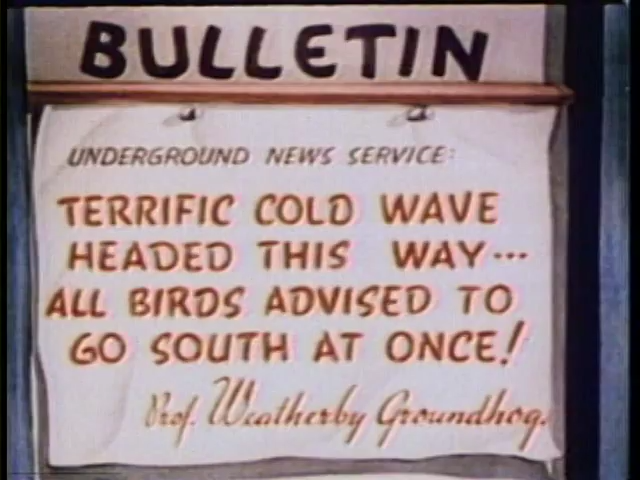 BULLETIN
UNDERGROUND NEWS SERVICE:
TERRIFIC COLD WAVE
HEADED THIS WAY...
ALL BIRDS ADVISED TO
GO SOUTH AT ONCE!
Prof. Weatherby Groundhog.